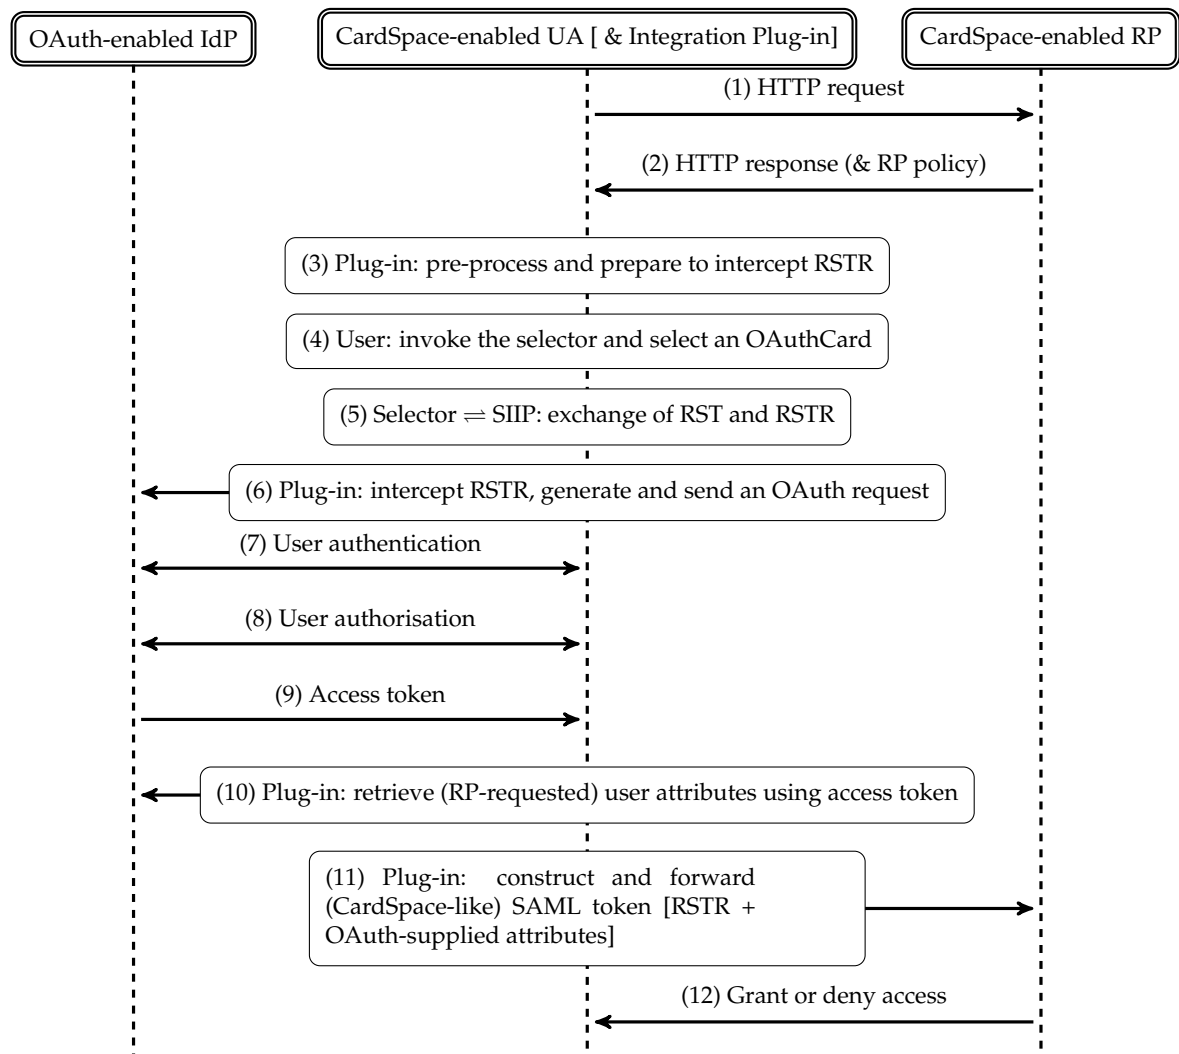 OAuth-enabled IdP
CardSpace-enabled UA [ & Integration Plug-in]
CardSpace-enabled RP
(1) HTTP request
(2) HTTP response (& RP policy)
(3) Plug-in: pre-process and prepare to intercept RSTR
(4) User: invoke the selector and select an OAuthCard
(5) Selector ⇌ SIIP: exchange of RST and RSTR
(6) Plug-in: intercept RSTR, generate and send an OAuth request
(7) User authentication
(8) User authorisation
(9) Access token
(10) Plug-in: retrieve (RP-requested) user attributes using access token
(11) Plug-in: construct and forward
(CardSpace-like) SAML token [RSTR +
OAuth-supplied attributes]
(12) Grant or deny access